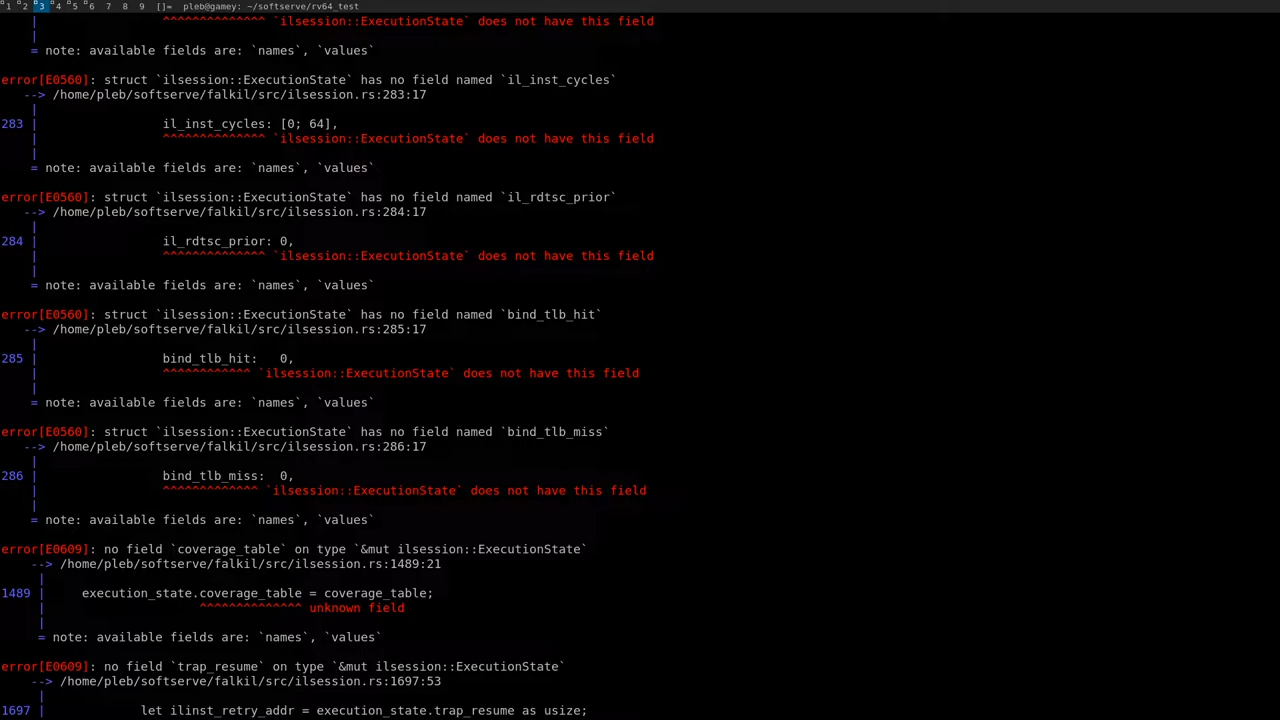 1 2 3 4 5 6 7 8 9 []= pleb@gamey: ~/softserve/rv64_test
| ^^^^^^^^^^^^^^ `ilsession::ExecutionState` does not have this field
|
= note: available fields are: `names`, `values`
error[E0560]: struct `ilsession::ExecutionState` has no field named `il_inst_cycles`
--> /home/pleb/softserve/falkil/src/ilsession.rs:283:17
|
283 | il_inst_cycles: [0; 64],
| ^^^^^^^^^^^^^^ `ilsession::ExecutionState` does not have this field
|
= note: available fields are: `names`, `values`
error[E0560]: struct `ilsession::ExecutionState` has no field named `il_rdtsc_prior`
--> /home/pleb/softserve/falkil/src/ilsession.rs:284:17
|
284 | il_rdtsc_prior: 0,
| ^^^^^^^^^^^^^^ `ilsession::ExecutionState` does not have this field
|
= note: available fields are: `names`, `values`
error[E0560]: struct `ilsession::ExecutionState` has no field named `bind_tlb_hit`
--> /home/pleb/softserve/falkil/src/ilsession.rs:285:17
|
285 | bind_tlb_hit:   0,
| ^^^^^^^^^^^^ `ilsession::ExecutionState` does not have this field
|
= note: available fields are: `names`, `values`
error[E0560]: struct `ilsession::ExecutionState` has no field named `bind_tlb_miss`
--> /home/pleb/softserve/falkil/src/ilsession.rs:286:17
|
286 | bind_tlb_miss:  0,
| ^^^^^^^^^^^^^ `ilsession::ExecutionState` does not have this field
|
= note: available fields are: `names`, `values`
error[E0609]: no field `coverage_table` on type `&mut ilsession::ExecutionState`
--> /home/pleb/softserve/falkil/src/ilsession.rs:1489:21
|
1489 | execution_state.coverage_table = coverage_table;
| ^^^^^^^^^^^^^^ unknown field
|
= note: available fields are: `names`, `values`
error[E0609]: no field `trap_resume` on type `&mut ilsession::ExecutionState`
--> /home/pleb/softserve/falkil/src/ilsession.rs:1697:53
|
1697 | let ilinst_retry_addr = execution_state.trap_resume as usize;